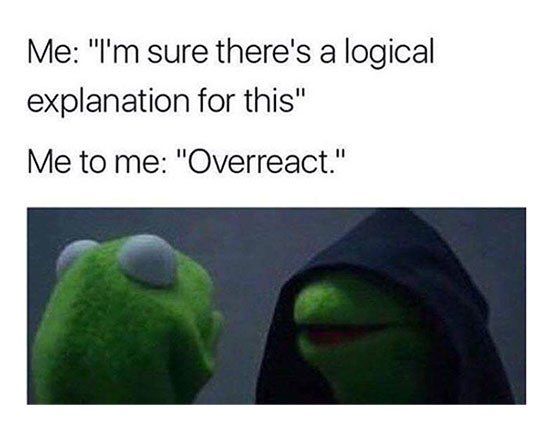 Me: "I'm sure there's a logical
explanation for this"
Me to me: "Overreact."